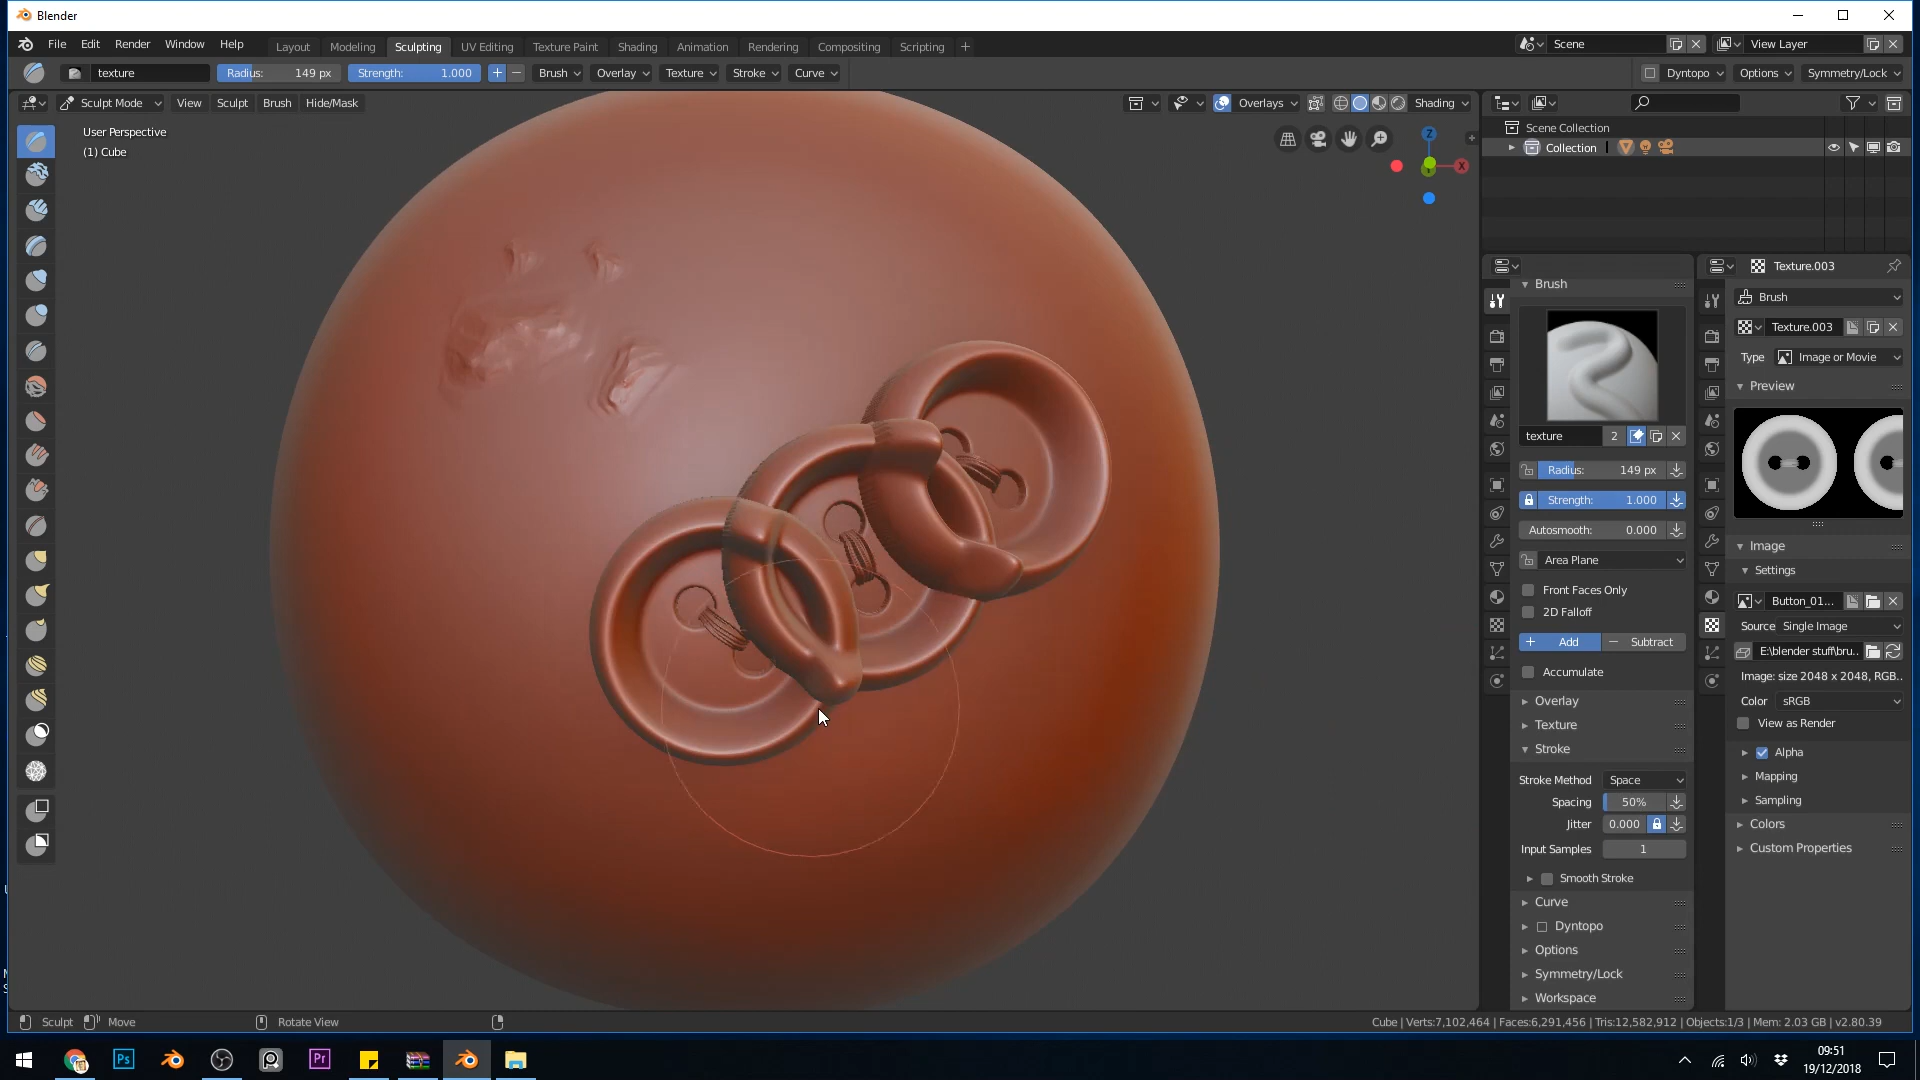 Blender
File Edit Render Window Help
Layout Modeling Sculpting UV Editing Texture Paint Shading Animation Rendering Compositing Scripting +
Scene
View Layer
texture Radius: 149 px Strength: 1.000 + − Brush Overlay Texture Stroke Curve
Dyntopo Options Symmetry/Lock
Sculpt Mode View Sculpt Brush Hide/Mask
Overlays Shading
User Perspective
(1) Cube
Z
X
Scene Collection
Collection
Brush
texture 2
Radius: 149 px
Strength: 1.000
Autosmooth: 0.000
Area Plane
Front Faces Only
2D Falloff
+ Add − Subtract
Accumulate
Overlay
Texture
Stroke
Stroke Method Space
Spacing 50%
Jitter 0.000
Input Samples 1
Smooth Stroke
Curve
Dyntopo
Options
Symmetry/Lock
Workspace
Texture.003
Brush
Texture.003
Type Image or Movie
Preview
Image
Settings
Button_01...
Source Single Image
E:\blender stuff\bru..
Image: size 2048 x 2048, RGB..
Color sRGB
View as Render
Alpha
Mapping
Sampling
Colors
Custom Properties
Sculpt Move Rotate View
Cube | Verts:7,102,464 | Faces:6,291,456 | Tris:12,582,912 | Objects:1/3 | Mem: 2.03 GB | v2.80.39
Ps
Pr
09:51
19/12/2018